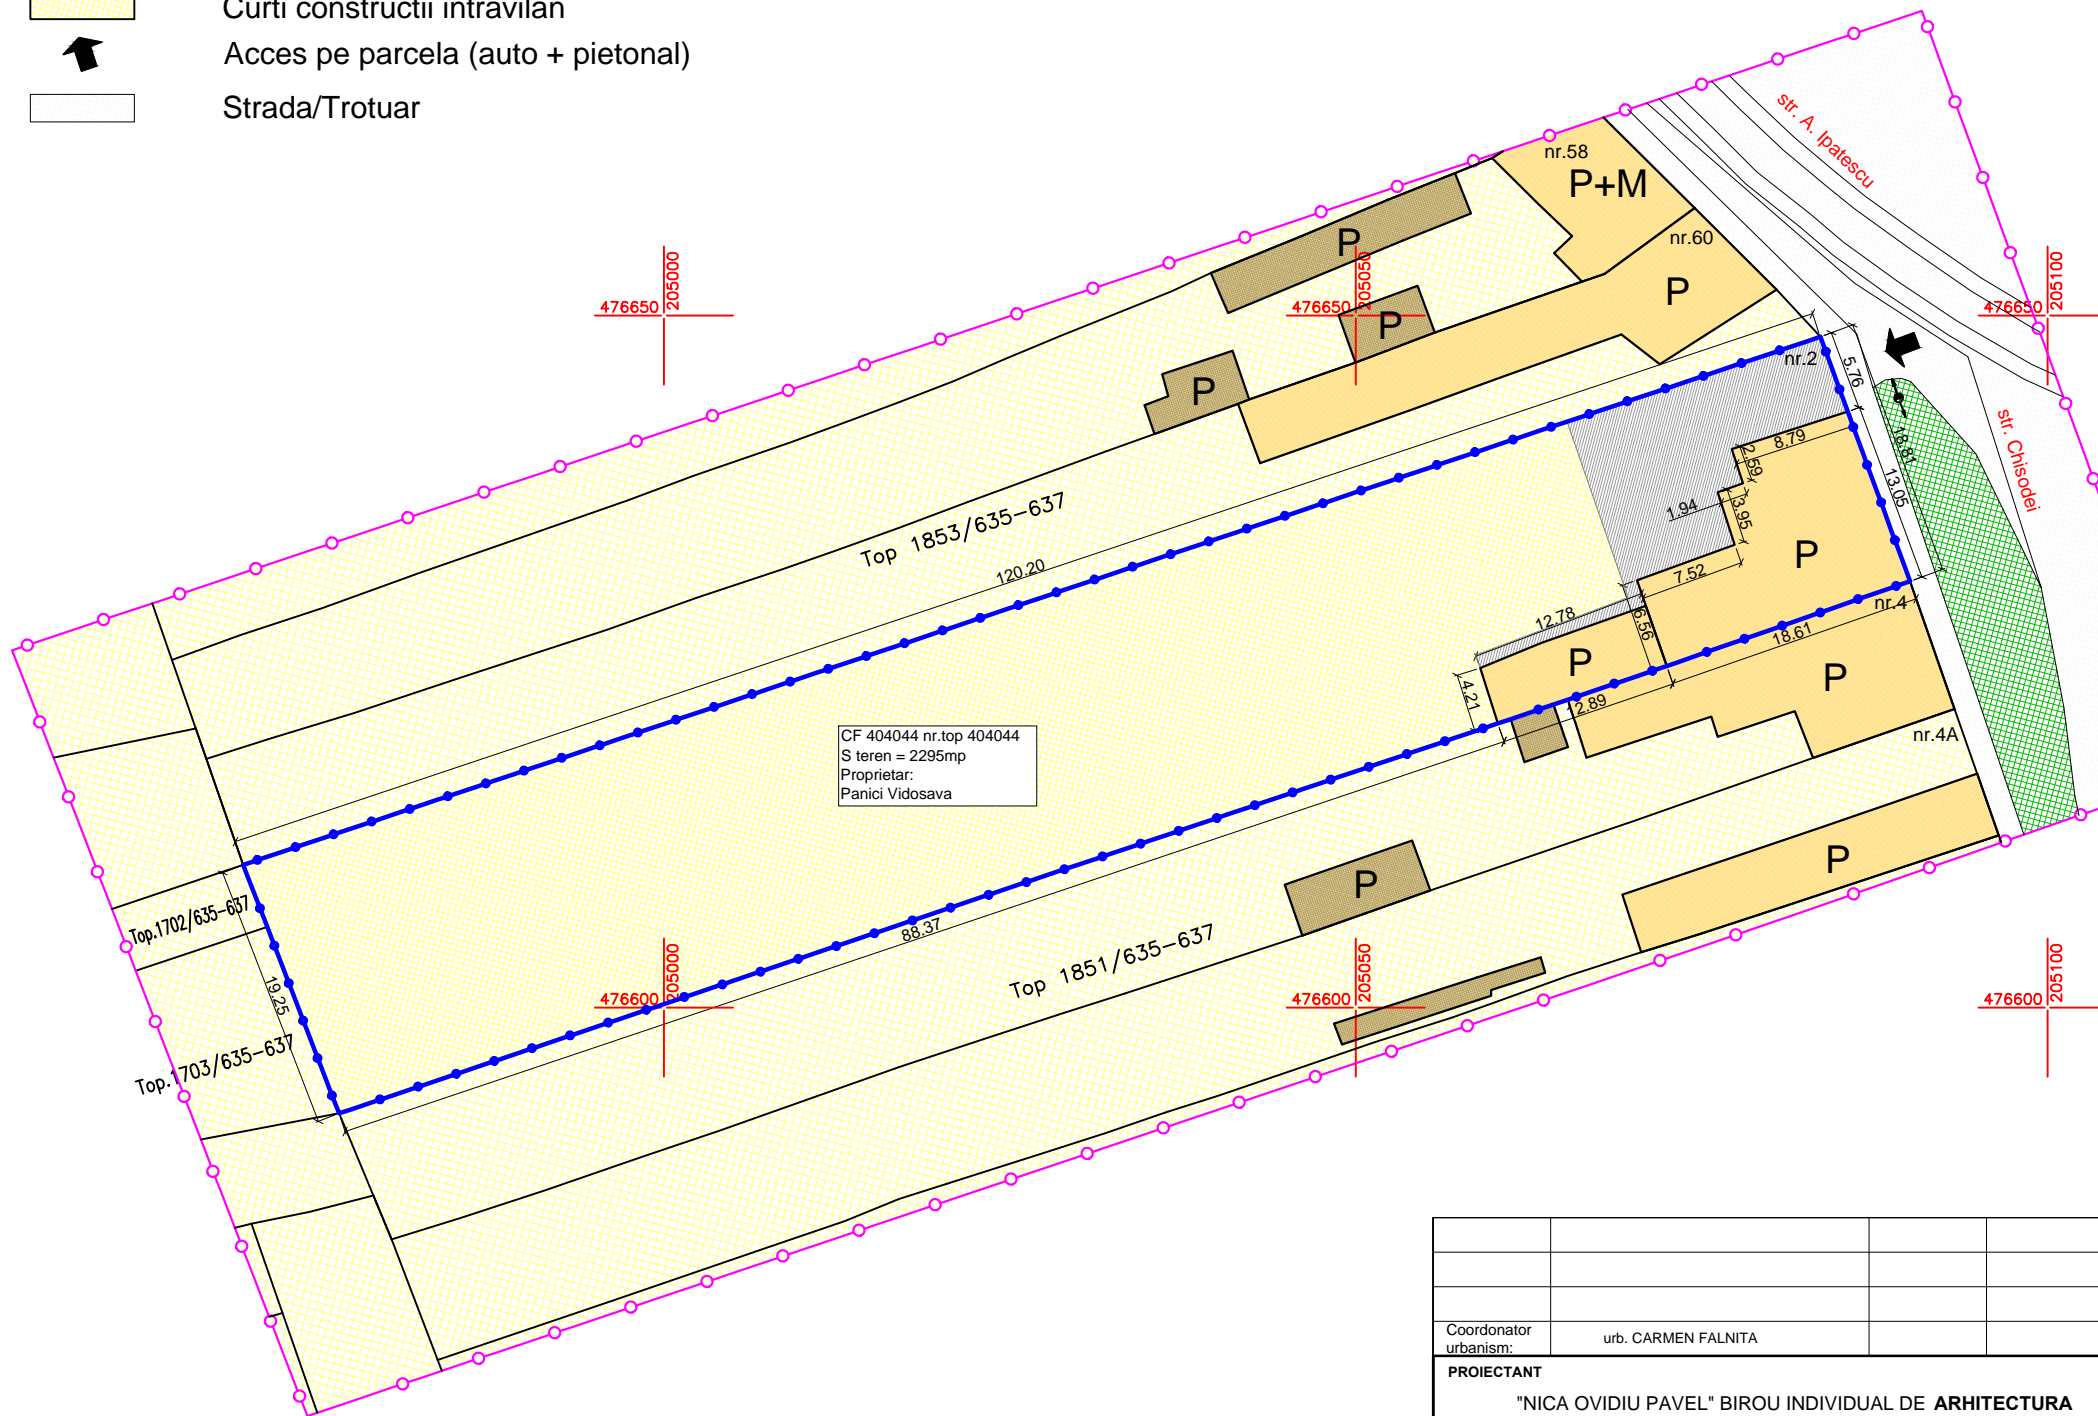 Curti constructii intravilan
Acces pe parcela (auto + pietonal)
Strada/Trotuar
str. A. Ipatescu
nr.58
P+M
nr.60
P
P
P
P
476650
205000
476650
205050
476650
205100
nr.2
5.76
18.81
13.05
str. Chisodei
8.79
2.59
1.94
3.95
7.52
P
Top 1853/635-637
120.20
12.78
6.56
P
4.21
nr.4
18.61
12.89
P
nr.4A
CF 404044 nr.top 404044
S teren = 2295mp
Proprietar:
Panici Vidosava
P
P
Top.1702/635-637
19.25
Top.1703/635-637
88.37
Top 1851/635-637
476600
205000
476600
205050
476600
205100
Coordonator
urbanism:
urb. CARMEN FALNITA
PROIECTANT
"NICA OVIDIU PAVEL" BIROU INDIVIDUAL DE ARHITECTURA